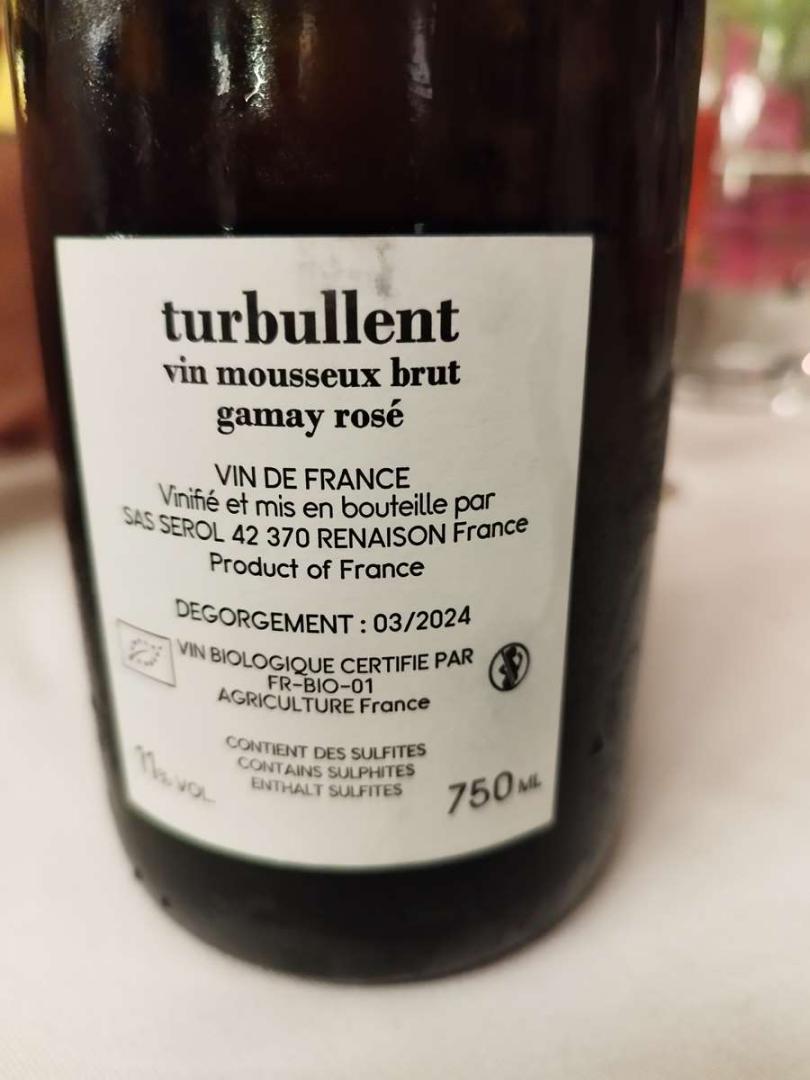 turbullent
vin mousseux brut
gamay rosé
VIN DE FRANCE
Vinifié et mis en bouteille par
SAS SEROL 42 370 RENAISON France
Product of France
DEGORGEMENT : 03/2024
VIN BIOLOGIQUE CERTIFIE PAR
FR-BIO-01
AGRICULTURE France
CONTIENT DES SULFITES
CONTAINS SULPHITES
ENTHALT SULFITES
11% VOL.
750 ML